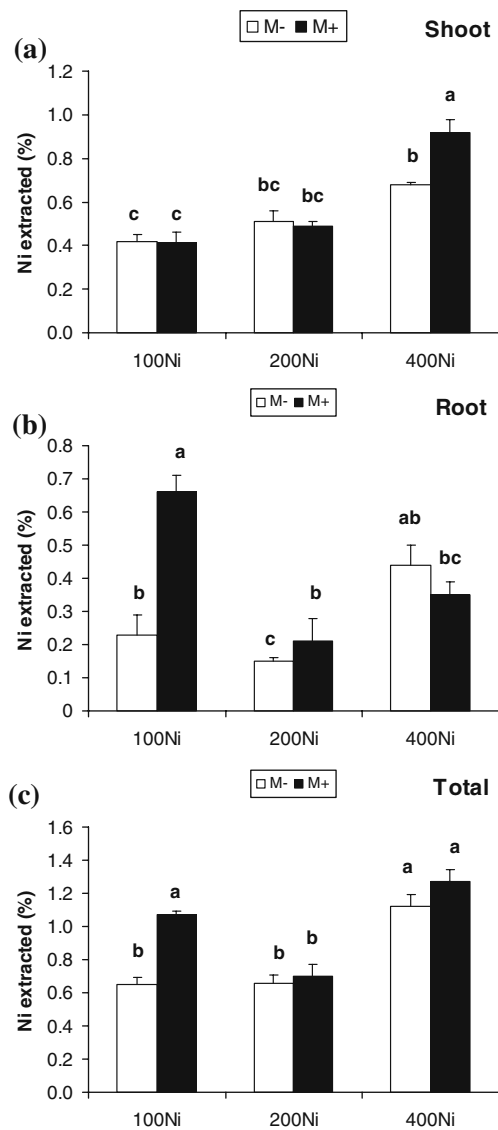 M- M+ Shoot
(a)
1.2
a
1.0
b
0.8
bc bc
0.6
c c
0.4
0.2
0.0
Ni extracted (%)
100Ni 200Ni 400Ni
M- M+ Root
(b)
0.8
a
0.7
0.6
ab
0.5
bc
0.4
b b
0.3
c
0.2
0.1
0
Ni extracted (%)
100Ni 200Ni 400Ni
M- M+ Total
(c)
1.6
a a
1.4
a
1.2
1.0
b b b
0.8
0.6
0.4
0.2
0.0
Ni extracted (%)
100Ni 200Ni 400Ni